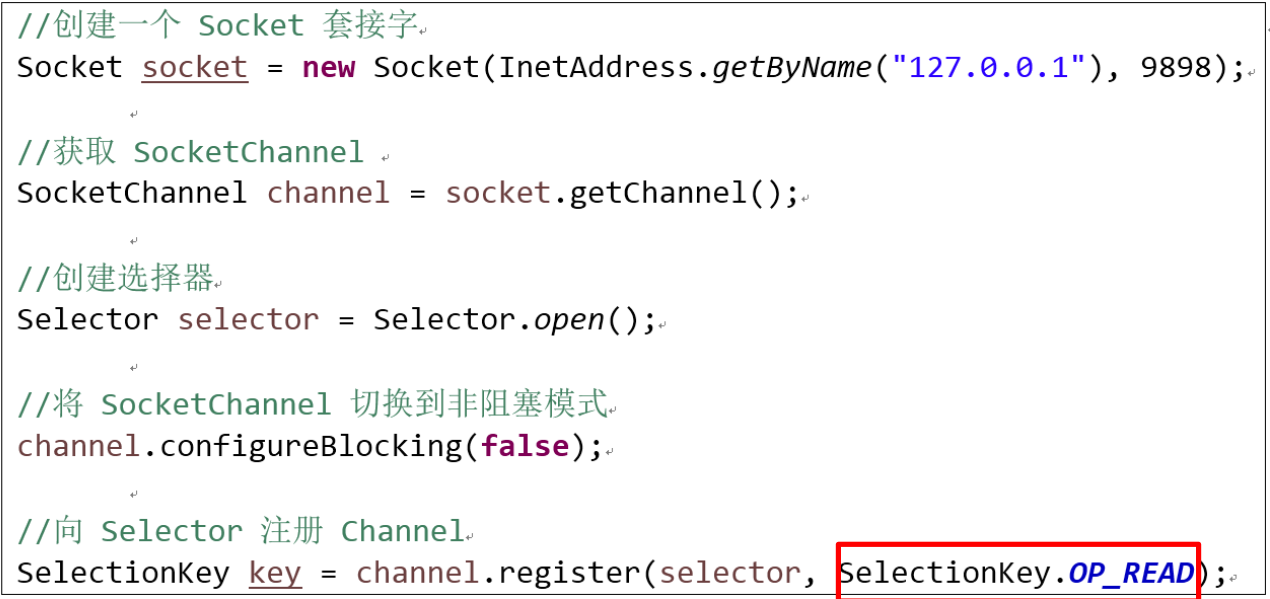 //创建一个 Socket 套接字
Socket socket = new Socket(InetAddress.getByName("127.0.0.1"), 9898);
//获取 SocketChannel
SocketChannel channel = socket.getChannel();
//创建选择器
Selector selector = Selector.open();
//将 SocketChannel 切换到非阻塞模式
channel.configureBlocking(false);
//向 Selector 注册 Channel
SelectionKey key = channel.register(selector, SelectionKey.OP_READ);